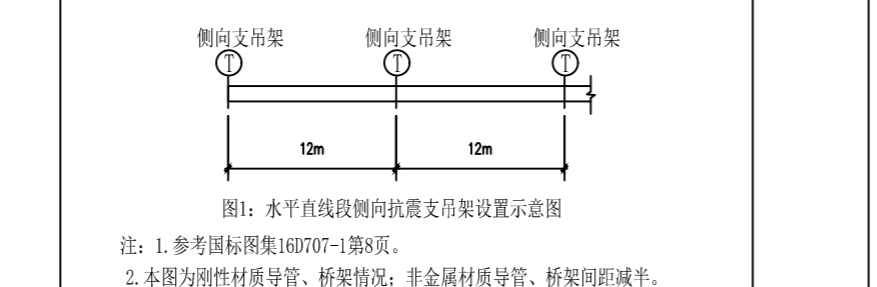 侧向支吊架 侧向支吊架 侧向支吊架
T T T
12m 12m
图1：水平直线段侧向抗震支吊架设置示意图
注：1.参考国标图集16D707-1第8页。
2.本图为刚性材质导管、桥架情况；非金属材质导管、桥架间距减半。